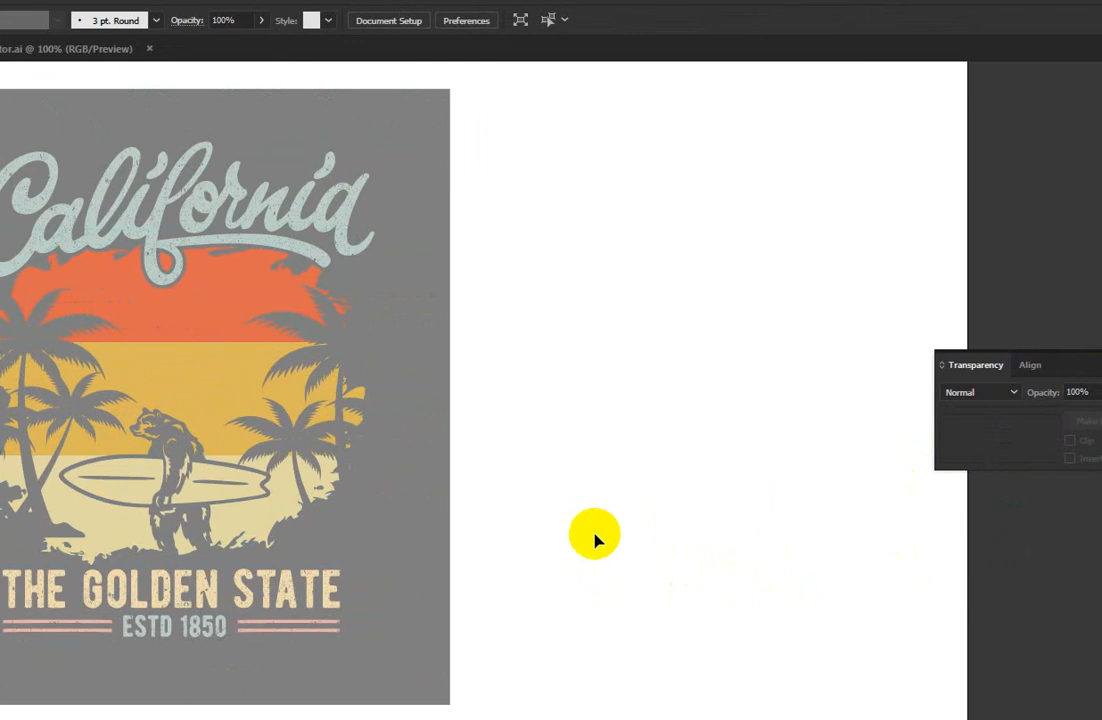 3 pt. Round Opacity: 100% Style: Document Setup Preferences
tor.ai @ 100% (RGB/Preview) ×
California
Transparency Align
Normal Opacity: 100%
Clip
THE GOLDEN STATE
ESTD 1850